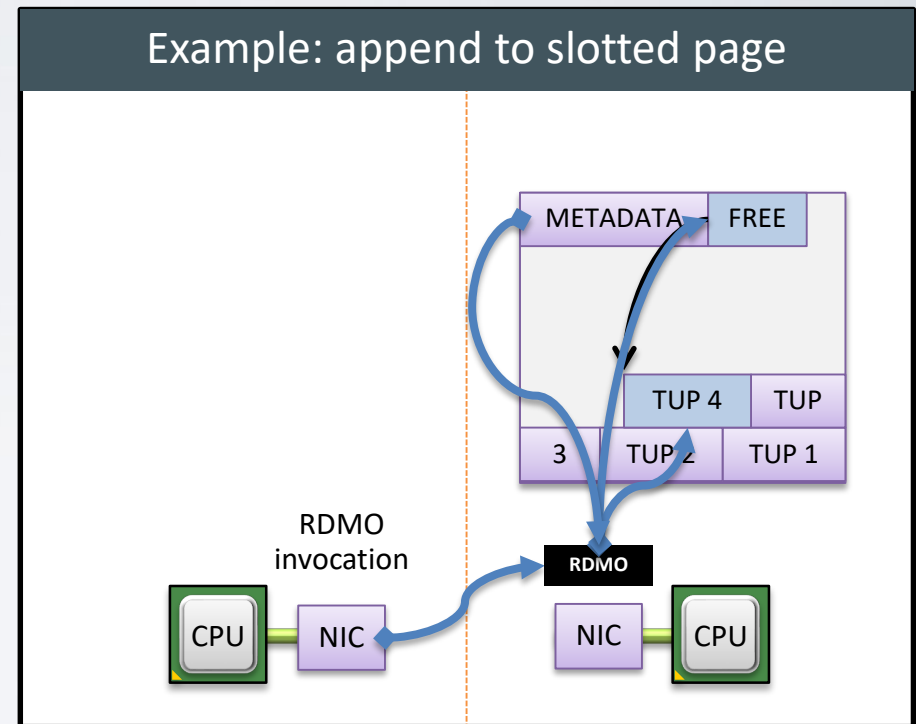 Example: append to slotted page
METADATA FREE
TUP 4 TUP
3 TUP 2 TUP 1
RDMO
invocation
RDMO
CPU NIC
NIC CPU